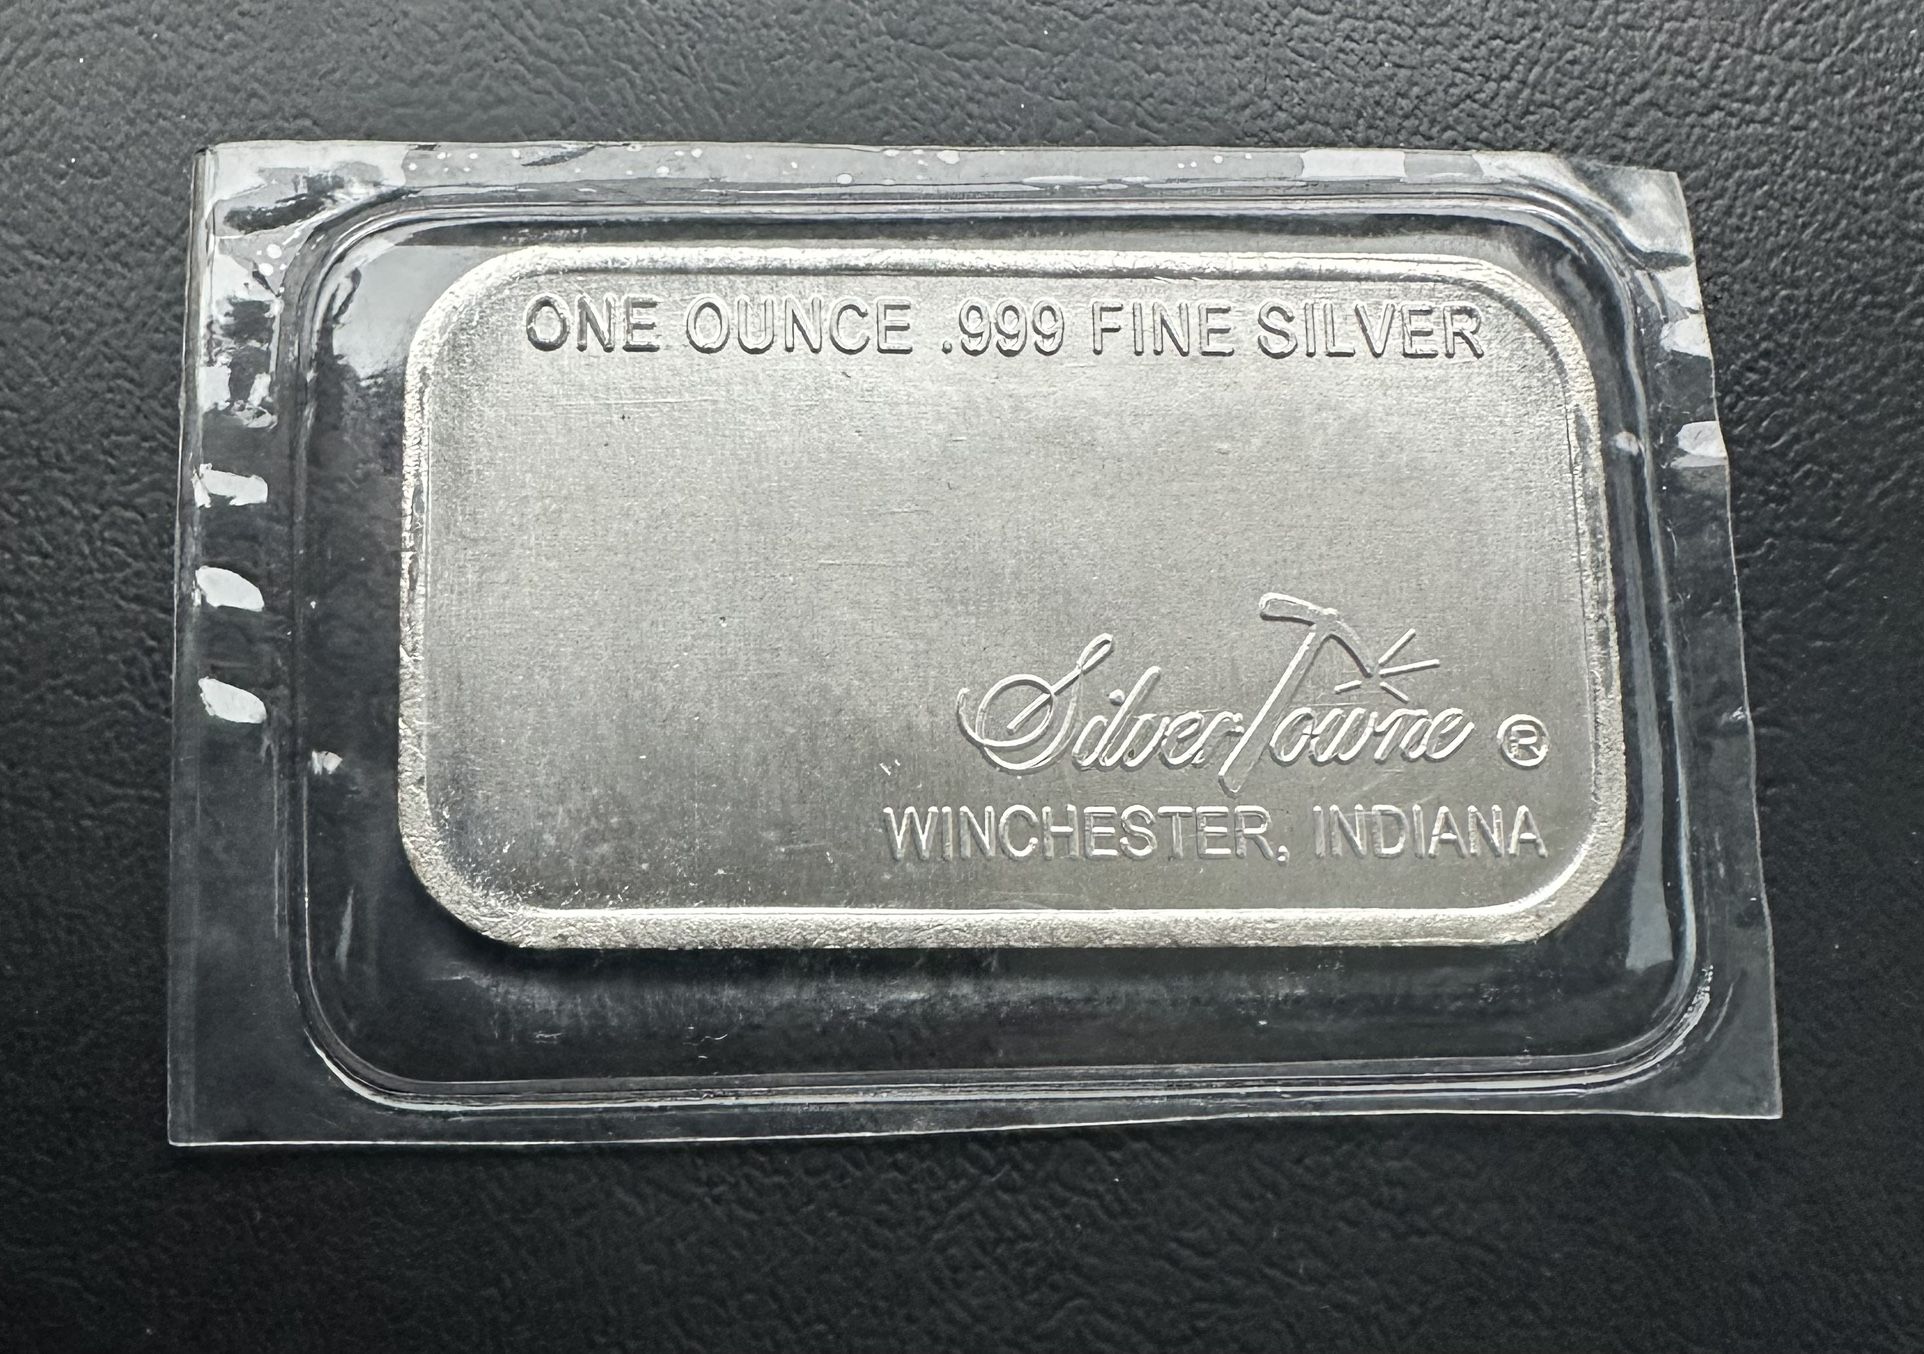 ONE OUNCE .999 FINE SILVER
SilverTowne ®
WINCHESTER, INDIANA